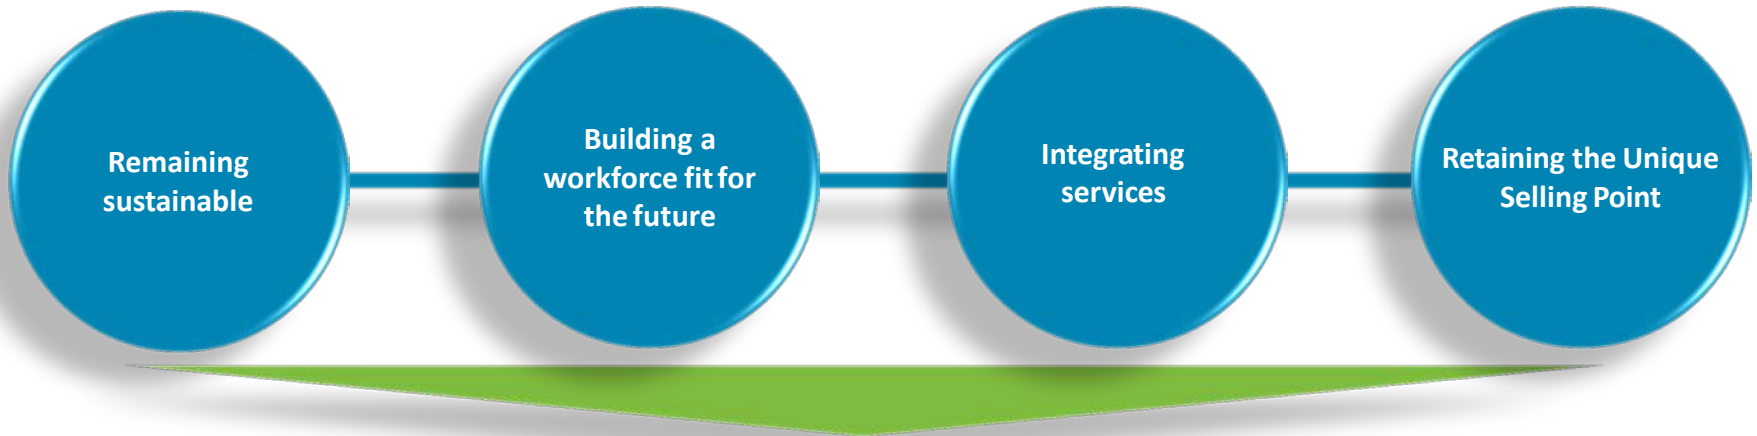 Remaining
sustainable
Building a
workforce fit for
the future
Integrating
services
Retaining the Unique
Selling Point